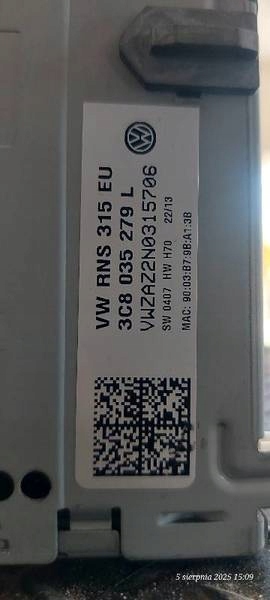 VW RNS 315 EU
3C8 035 279 L
VWZAZ2N0315706
SW 0407 HW H70 22/13
MAC: 90:03:B7:9B:A1:3B
5 sierpnia 2025 15:09